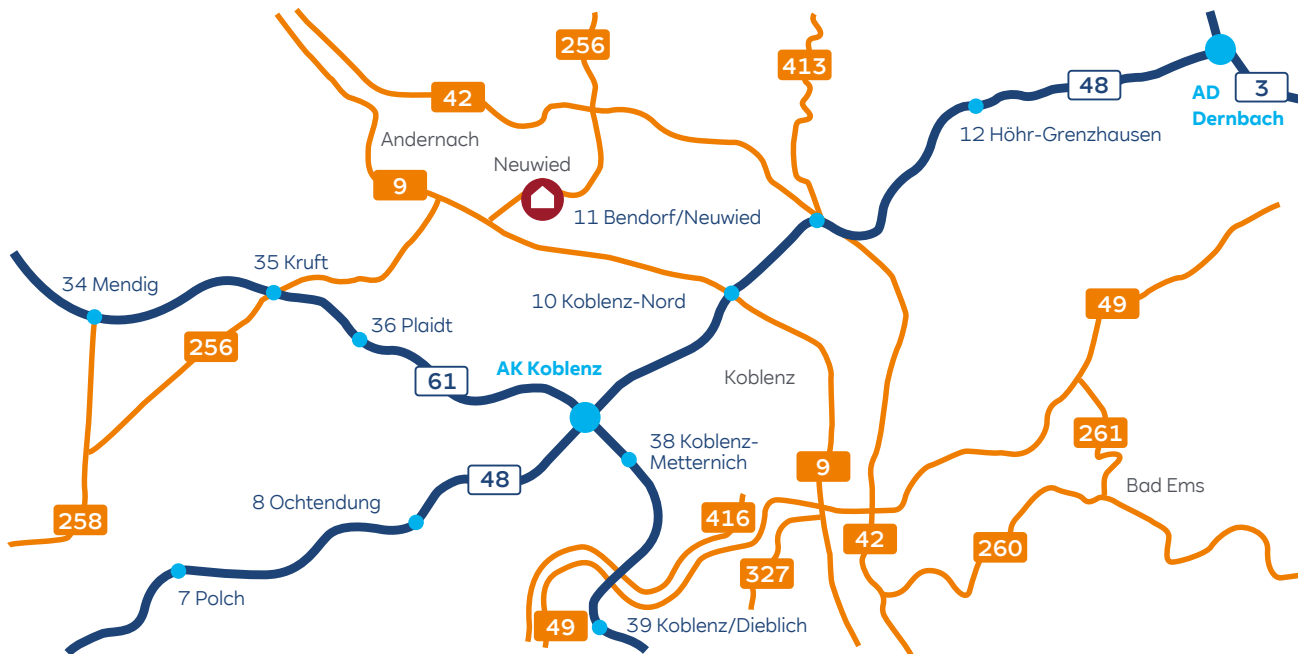 256
413
48
3
AD
Dernbach
42
12 Höhr-Grenzhausen
Andernach
Neuwied
9
11 Bendorf/Neuwied
35 Kruft
34 Mendig
10 Koblenz-Nord
49
36 Plaidt
256
AK Koblenz
61
Koblenz
38 Koblenz-
Metternich
261
9
48
Bad Ems
8 Ochtendung
258
416
42
260
327
7 Polch
49
39 Koblenz/Dieblich